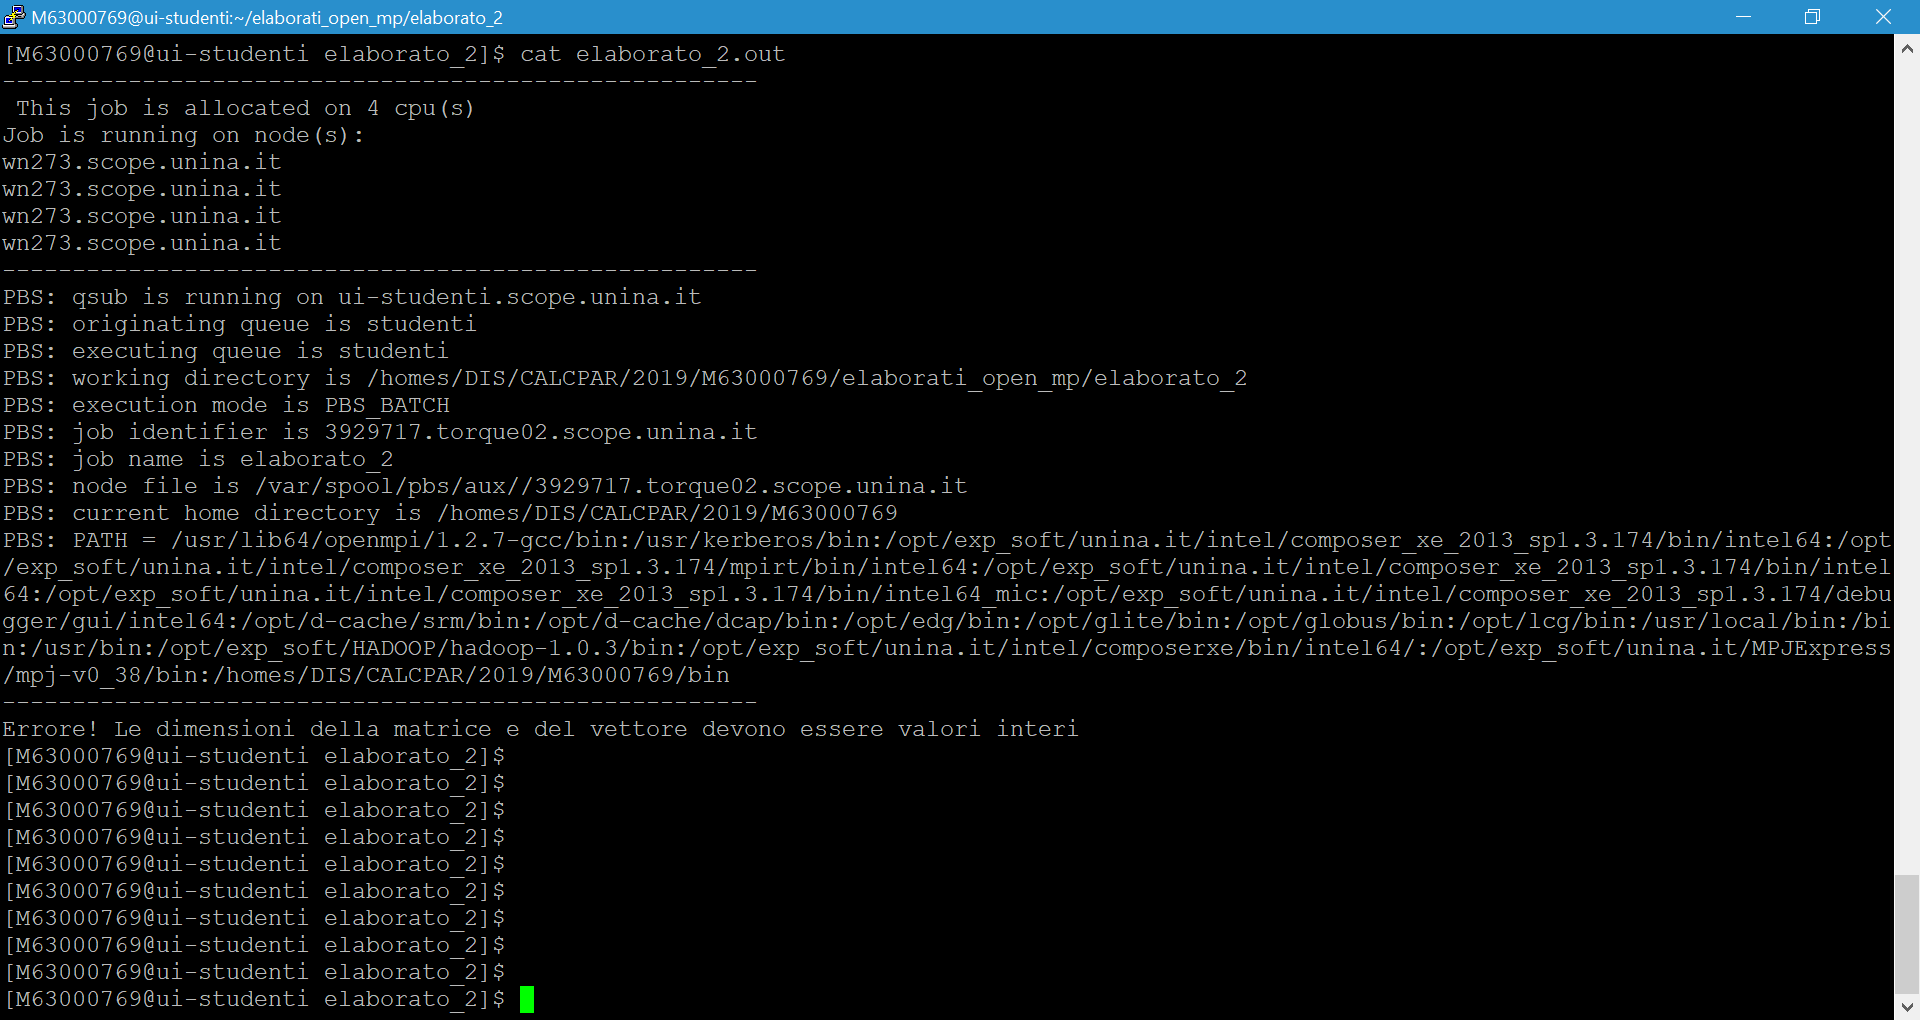 M63000769@ui-studenti:~/elaborati_open_mp/elaborato_2
[M63000769@ui-studenti elaborato_2]$ cat elaborato_2.out
------------------------------------------------------
 This job is allocated on 4 cpu(s)
Job is running on node(s):
wn273.scope.unina.it
wn273.scope.unina.it
wn273.scope.unina.it
wn273.scope.unina.it
------------------------------------------------------
PBS: qsub is running on ui-studenti.scope.unina.it
PBS: originating queue is studenti
PBS: executing queue is studenti
PBS: working directory is /homes/DIS/CALCPAR/2019/M63000769/elaborati_open_mp/elaborato_2
PBS: execution mode is PBS_BATCH
PBS: job identifier is 3929717.torque02.scope.unina.it
PBS: job name is elaborato_2
PBS: node file is /var/spool/pbs/aux//3929717.torque02.scope.unina.it
PBS: current home directory is /homes/DIS/CALCPAR/2019/M63000769
PBS: PATH = /usr/lib64/openmpi/1.2.7-gcc/bin:/usr/kerberos/bin:/opt/exp_soft/unina.it/intel/composer_xe_2013_sp1.3.174/bin/intel64:/opt
/exp_soft/unina.it/intel/composer_xe_2013_sp1.3.174/mpirt/bin/intel64:/opt/exp_soft/unina.it/intel/composer_xe_2013_sp1.3.174/bin/intel
64:/opt/exp_soft/unina.it/intel/composer_xe_2013_sp1.3.174/bin/intel64_mic:/opt/exp_soft/unina.it/intel/composer_xe_2013_sp1.3.174/debu
gger/gui/intel64:/opt/d-cache/srm/bin:/opt/d-cache/dcap/bin:/opt/edg/bin:/opt/glite/bin:/opt/globus/bin:/opt/lcg/bin:/usr/local/bin:/bi
n:/usr/bin:/opt/exp_soft/HADOOP/hadoop-1.0.3/bin:/opt/exp_soft/unina.it/intel/composerxe/bin/intel64/:/opt/exp_soft/unina.it/MPJExpress
/mpj-v0_38/bin:/homes/DIS/CALCPAR/2019/M63000769/bin
------------------------------------------------------
Errore! Le dimensioni della matrice e del vettore devono essere valori interi
[M63000769@ui-studenti elaborato_2]$
[M63000769@ui-studenti elaborato_2]$
[M63000769@ui-studenti elaborato_2]$
[M63000769@ui-studenti elaborato_2]$
[M63000769@ui-studenti elaborato_2]$
[M63000769@ui-studenti elaborato_2]$
[M63000769@ui-studenti elaborato_2]$
[M63000769@ui-studenti elaborato_2]$
[M63000769@ui-studenti elaborato_2]$
[M63000769@ui-studenti elaborato_2]$